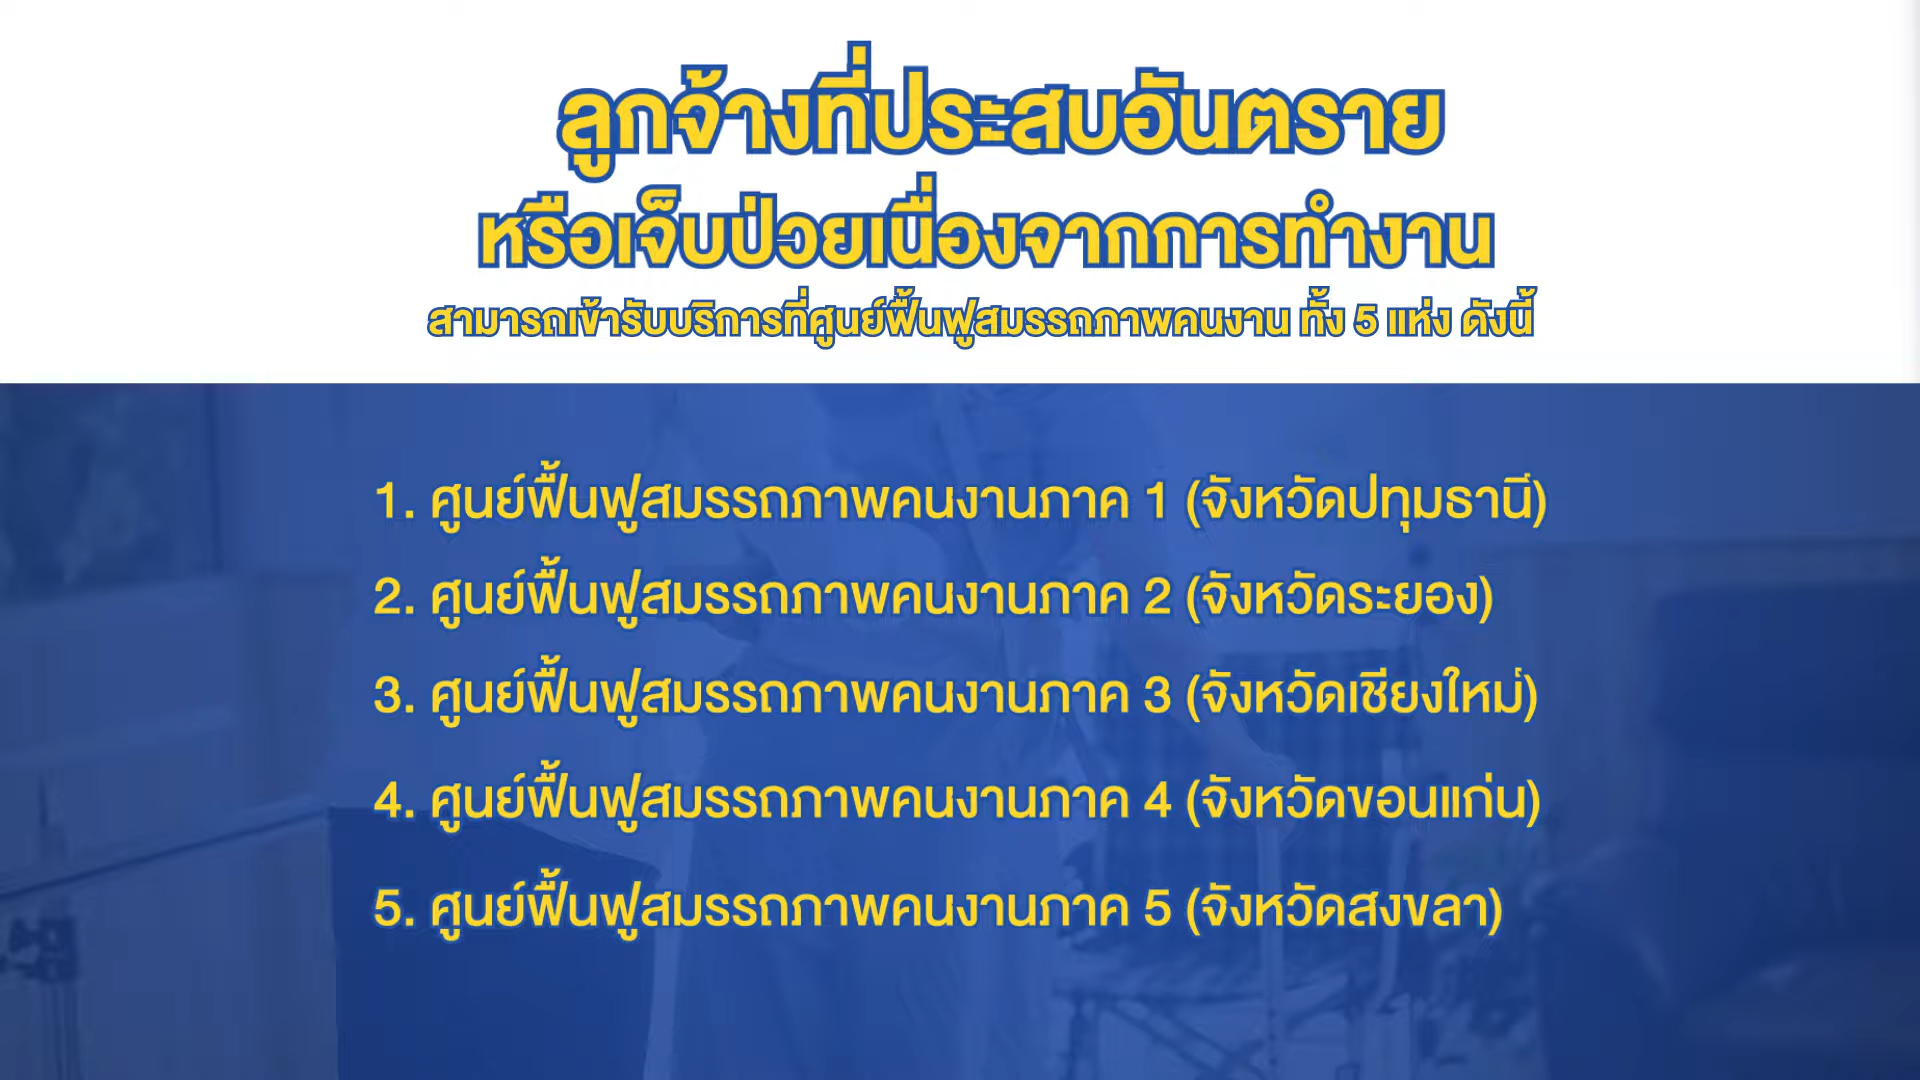 ลูกจ้างที่ประสบอันตราย
หรือเจ็บป่วยเนื่องจากการทำงาน
สามารถเข้ารับบริการที่ศูนย์ฟื้นฟูสมรรถภาพคนงาน ทั้ง 5 แห่ง ดังนี้
1. ศูนย์ฟื้นฟูสมรรถภาพคนงานภาค 1 (จังหวัดปทุมธานี)
2. ศูนย์ฟื้นฟูสมรรถภาพคนงานภาค 2 (จังหวัดระยอง)
3. ศูนย์ฟื้นฟูสมรรถภาพคนงานภาค 3 (จังหวัดเชียงใหม่)
4. ศูนย์ฟื้นฟูสมรรถภาพคนงานภาค 4 (จังหวัดขอนแก่น)
5. ศูนย์ฟื้นฟูสมรรถภาพคนงานภาค 5 (จังหวัดสงขลา)